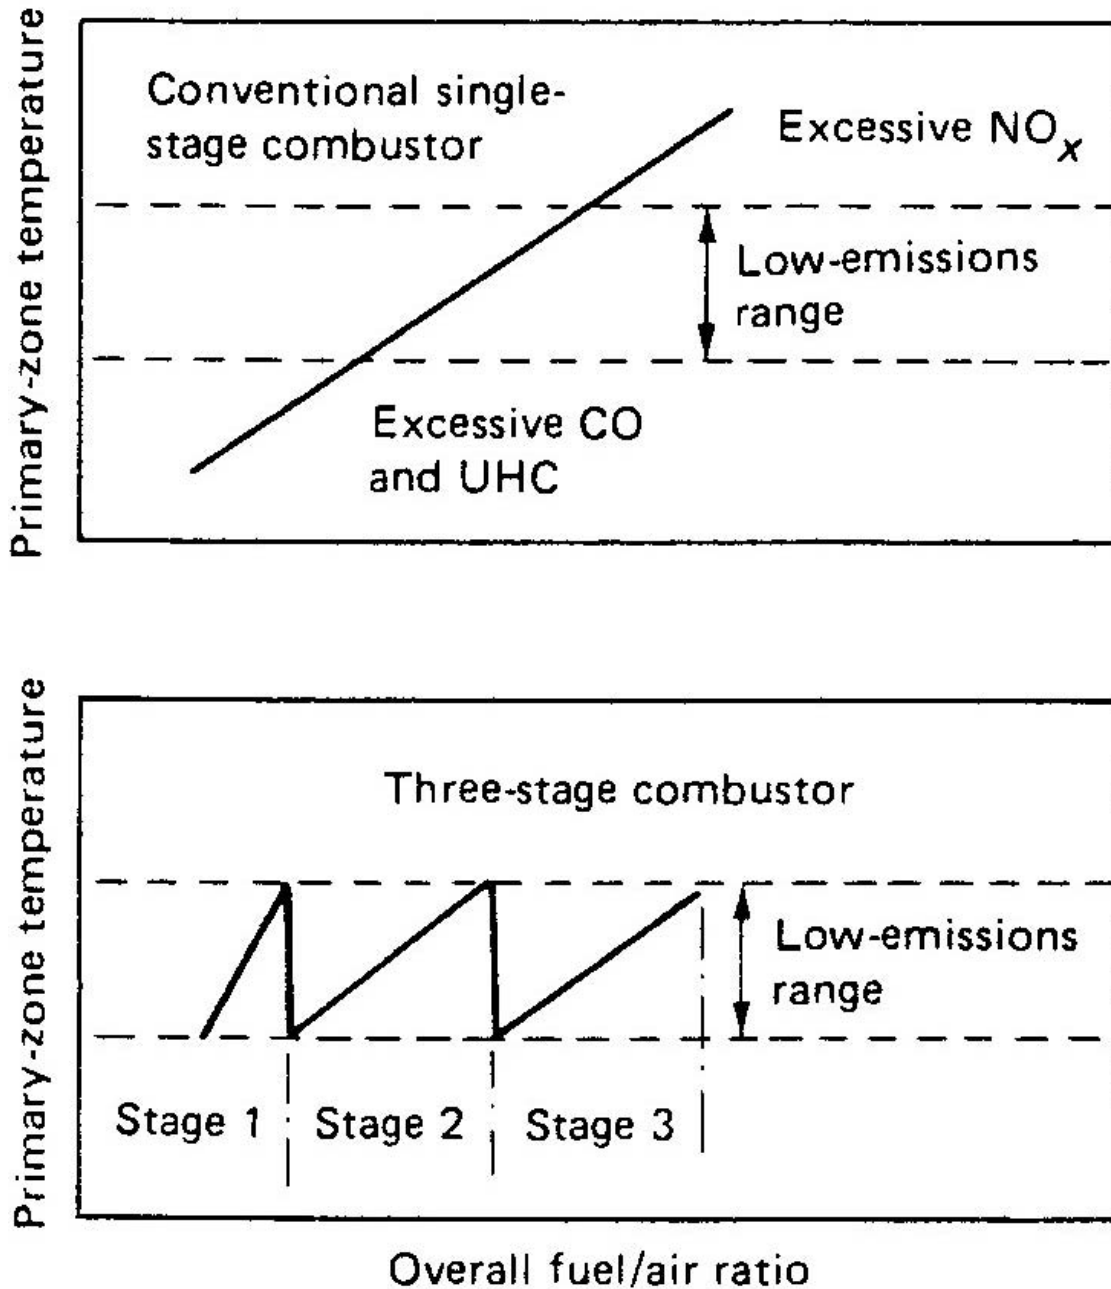 Primary-zone temperature
Conventional single-
stage combustor
Excessive NOx
Low-emissions
range
Excessive CO
and UHC
Primary-zone temperature
Three-stage combustor
Low-emissions
range
Stage 1
Stage 2
Stage 3
Overall fuel/air ratio